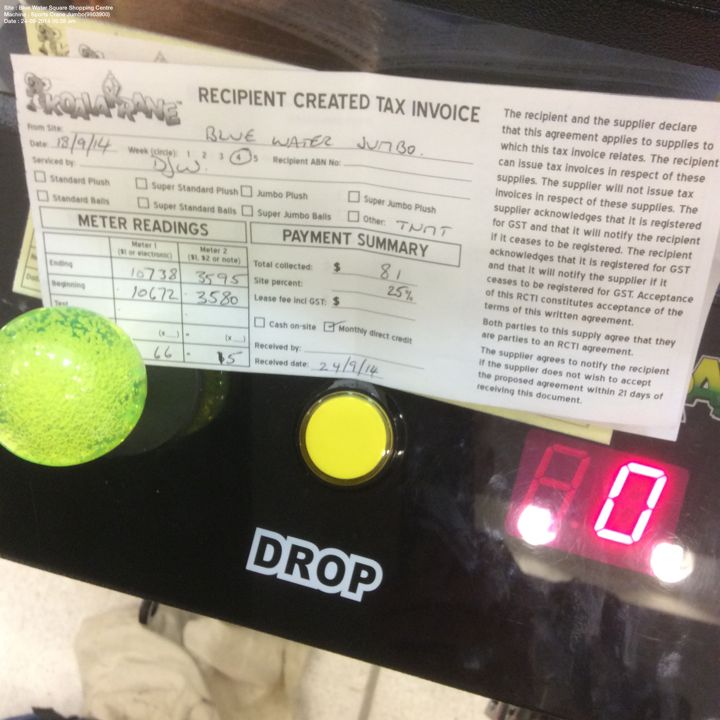 Site : Blue Water Square Shopping Centre
Machine : Sports Crane Jumbo(9803900)
KOALA KRANE
RECIPIENT CREATED TAX INVOICE
From Site: BLUE WATER JUMBO.
Date: 18/9/14 Week (circle): 1 2 3 4 5 Recipient ABN No:
Serviced by: DJW.
Standard Plush Super Standard Plush Jumbo Plush Super Jumbo Plush
Standard Balls Super Standard Balls Super Jumbo Balls Other: TNMT
METER READINGS
Meter 1 Meter 2
($1 or electronic) ($1, $2 or note)
Ending 10738 3595
Beginning 10672 3580
Test
(x __) (x __)
66 15
PAYMENT SUMMARY
Total collected: $ 81
Site percent: 25%
Lease fee incl GST: $
Cash on-site Monthly direct credit
Received by:
Received date: 24/9/14
The recipient and the supplier declare
that this agreement applies to supplies to
which this tax invoice relates. The recipient
can issue tax invoices in respect of these
supplies. The supplier will not issue tax
invoices in respect of these supplies. The
supplier acknowledges that it is registered
for GST and that it will notify the recipient
if it ceases to be registered. The recipient
acknowledges that it is registered for GST
and that it will notify the supplier if it
ceases to be registered for GST. Acceptance
of this RCTI constitutes acceptance of the
terms of this written agreement.
Both parties to this supply agree that they
are parties to an RCTI agreement.
The supplier agrees to notify the recipient
if the supplier does not wish to accept
the proposed agreement within 21 days of
receiving this document.
0
DROP